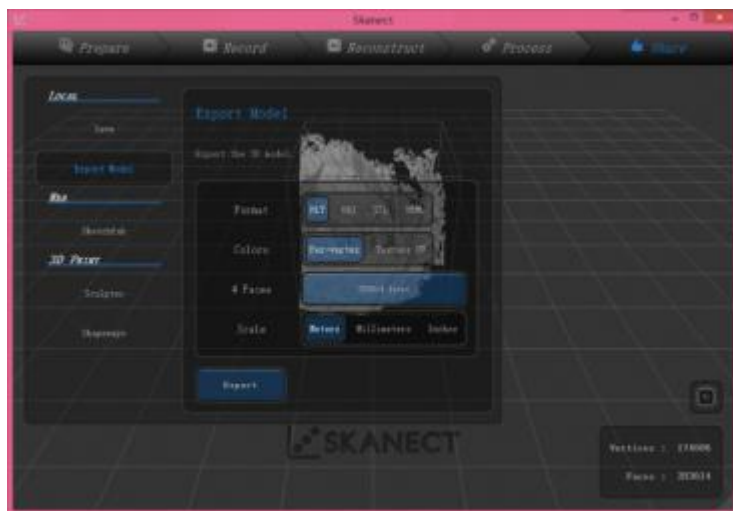 Skanect
Prepare Record Reconstruct Process Share
Local
Save
Export Model
Web
Sketchfab
3D Print
Sculpteo
Shapeways
Export Model
Export the 3D model.
Format PLY OBJ STL VRML
Colors Per-vertex Texture UV
# Faces
Scale Meters Millimeters Inches
Export
SKANECT
Vertices :
Faces :